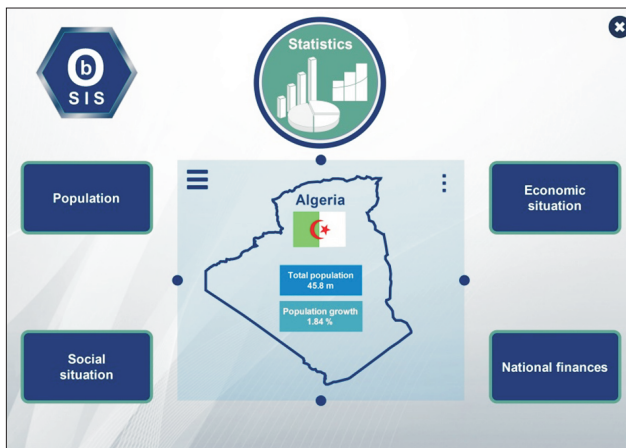 Statistics
b
SIS
Population
Economic
situation
Algeria
Total population
45.8 m
Population growth
1.84 %
Social
situation
National finances